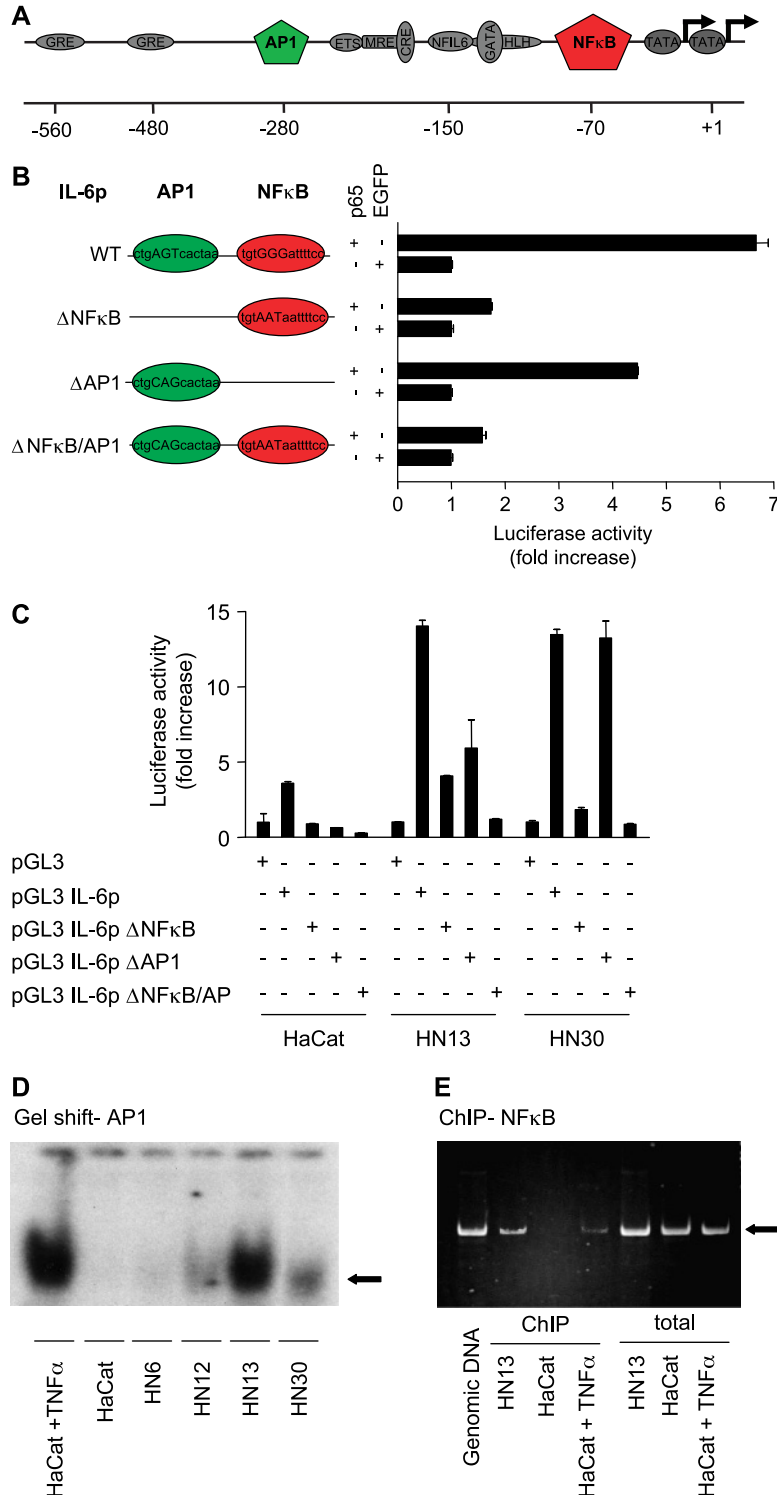 A
GRE GRE AP1 ETS MRE CRE NFIL6 GATA HLH NFκB TATA TATA
-560 -480 -280 -150 -70 +1
B
IL-6p AP1 NFκB p65 EGFP
WT ctgAGTcactaa tgtGGGattttcc + -
- +
ΔNFκB tgtAATaattttcc + -
- +
ΔAP1 ctgCAGcactaa + -
- +
ΔNFκB/AP1 ctgCAGcactaa tgtAATaattttcc + -
- +
0 1 2 3 4 5 6 7
Luciferase activity
(fold increase)
C
Luciferase activity
(fold increase)
15
10
5
0
pGL3 + - - - - + - - - - + - - - -
pGL3 IL-6p - + - - - - + - - - - + - - -
pGL3 IL-6p ΔNFκB - - + - - - - + - - - - + - -
pGL3 IL-6p ΔAP1 - - - + - - - - + - - - - + -
pGL3 IL-6p ΔNFκB/AP - - - - + - - - - + - - - - +
HaCat HN13 HN30
D
Gel shift- AP1
HaCat +TNFα
HaCat
HN6
HN12
HN13
HN30
E
ChIP- NFκB
ChIP total
Genomic DNA
HN13
HaCat
HaCat + TNFα
HN13
HaCat
HaCat + TNFα